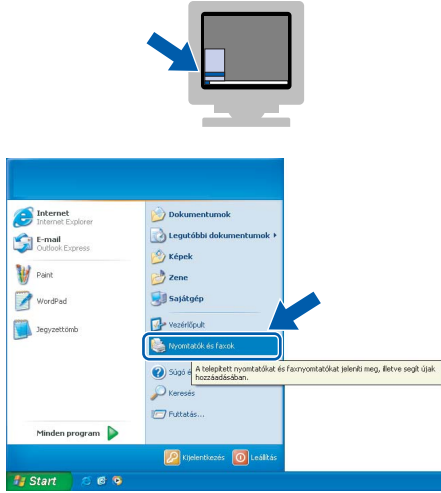 Internet
Internet Explorer
E-mail
Outlook Express
Paint
WordPad
Jegyzettömb
Minden program
Dokumentumok
Legutóbbi dokumentumok
Képek
Zene
Sajátgép
Vezérlőpult
Nyomtatók és faxok
Súgó é
A telepített nyomtatókat és faxnyomtatókat jeleníti meg, illetve segít újak
hozzáadásában.
Keresés
Futtatás...
Kijelentkezés
Leállítás
Start